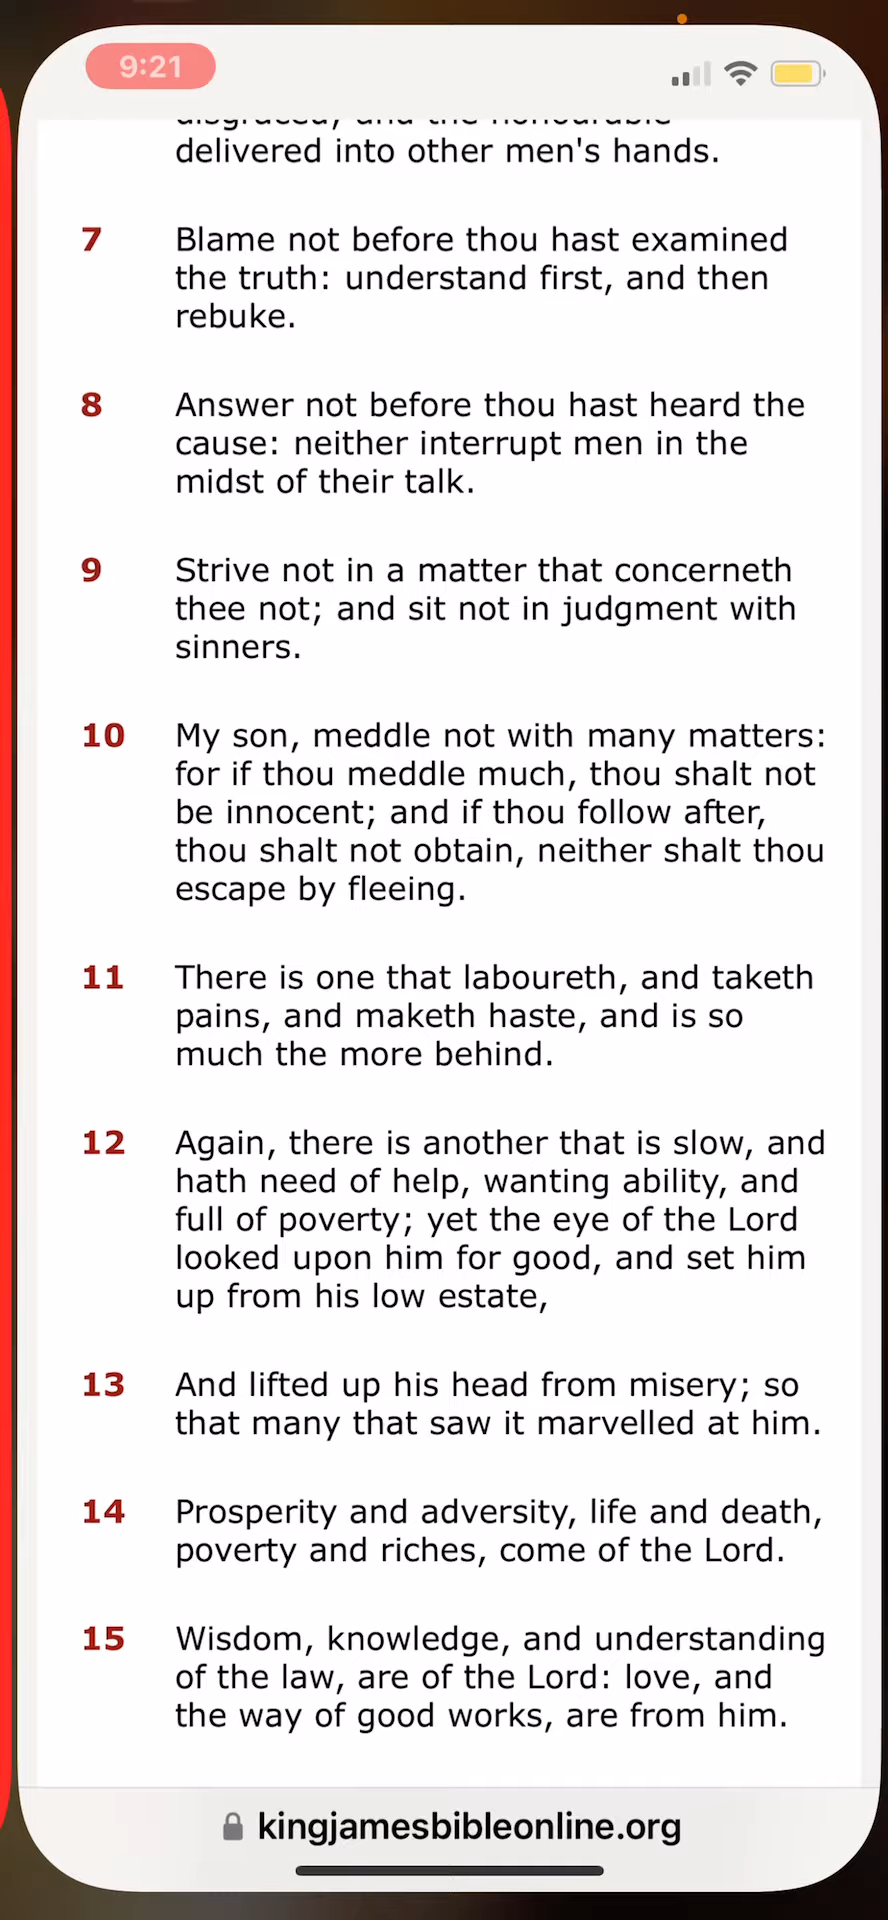 9:21
disgraced, and the honourable
delivered into other men's hands.
7 Blame not before thou hast examined
the truth: understand first, and then
rebuke.
8 Answer not before thou hast heard the
cause: neither interrupt men in the
midst of their talk.
9 Strive not in a matter that concerneth
thee not; and sit not in judgment with
sinners.
10 My son, meddle not with many matters:
for if thou meddle much, thou shalt not
be innocent; and if thou follow after,
thou shalt not obtain, neither shalt thou
escape by fleeing.
11 There is one that laboureth, and taketh
pains, and maketh haste, and is so
much the more behind.
12 Again, there is another that is slow, and
hath need of help, wanting ability, and
full of poverty; yet the eye of the Lord
looked upon him for good, and set him
up from his low estate,
13 And lifted up his head from misery; so
that many that saw it marvelled at him.
14 Prosperity and adversity, life and death,
poverty and riches, come of the Lord.
15 Wisdom, knowledge, and understanding
of the law, are of the Lord: love, and
the way of good works, are from him.
kingjamesbibleonline.org